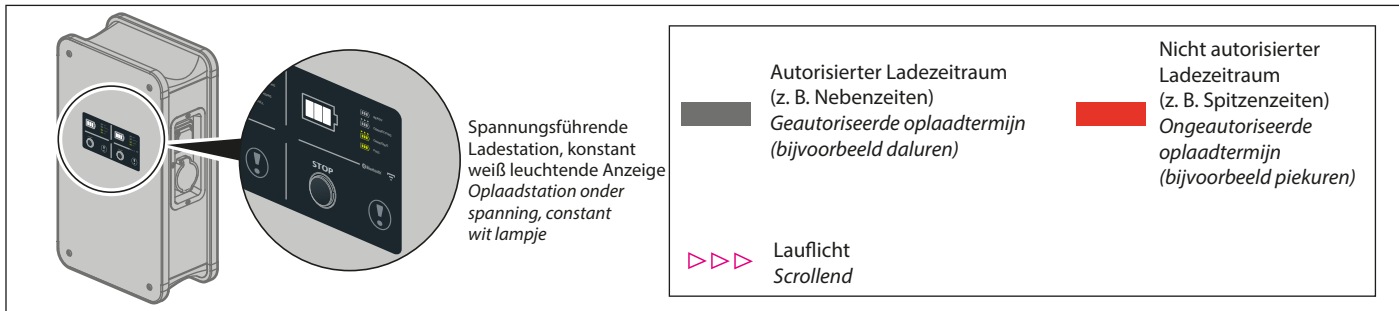 STOP
Bluetooth
Spannungsführende
Ladestation, konstant
weiß leuchtende Anzeige
Oplaadstation onder
spanning, constant
wit lampje
Autorisierter Ladezeitraum
(z. B. Nebenzeiten)
Geautoriseerde oplaadtermijn
(bijvoorbeeld daluren)
Nicht autorisierter
Ladezeitraum
(z. B. Spitzenzeiten)
Ongeautoriseerde
oplaadtermijn
(bijvoorbeeld piekuren)
Lauflicht
Scrollend